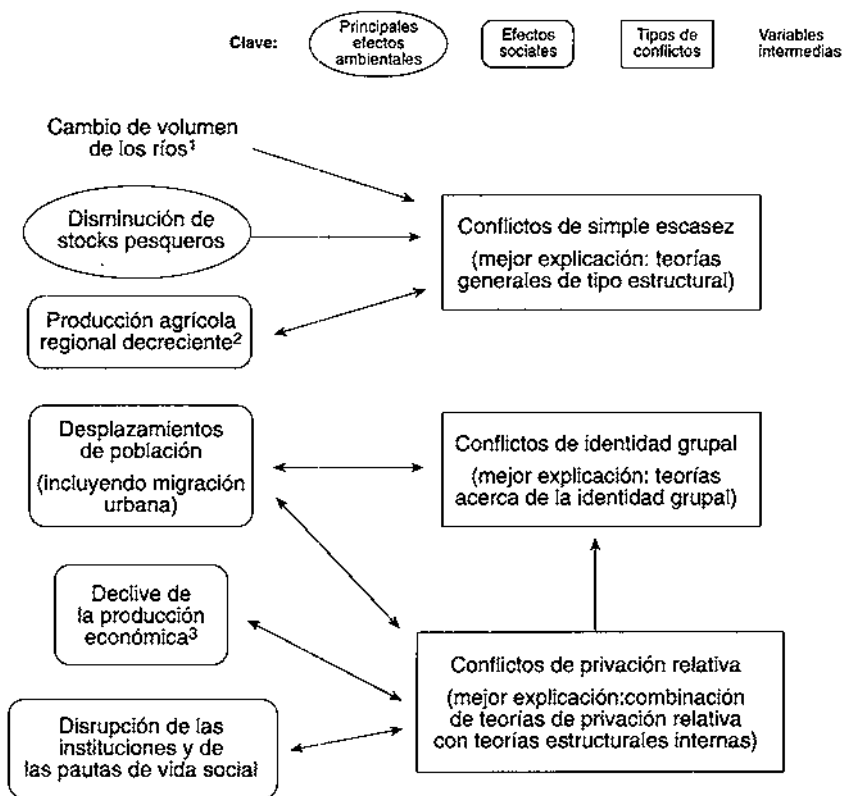 Clave:
Principales
efectos
ambientales
Efectos
sociales
Tipos de
conflictos
Variables
intermedias
Cambio de volumen
de los ríos¹
Disminución de
stocks pesqueros
Conflictos de simple escasez
(mejor explicación: teorías
generales de tipo estructural)
Producción agrícola
regional decreciente²
Desplazamientos
de población
(incluyendo migración
urbana)
Conflictos de identidad grupal
(mejor explicación: teorías
acerca de la identidad grupal)
Declive de
la producción
económica³
Conflictos de privación relativa
(mejor explicación:combinación
de teorías de privación relativa
con teorías estructurales internas)
Disrupción de las
instituciones y de
las pautas de vida social